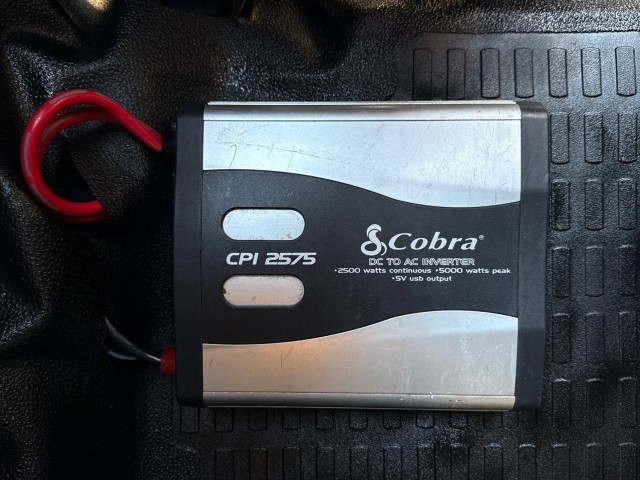 Cobra®
CPI 2575
DC TO AC INVERTER
•2500 watts continuous •5000 watts peak
•5V usb output